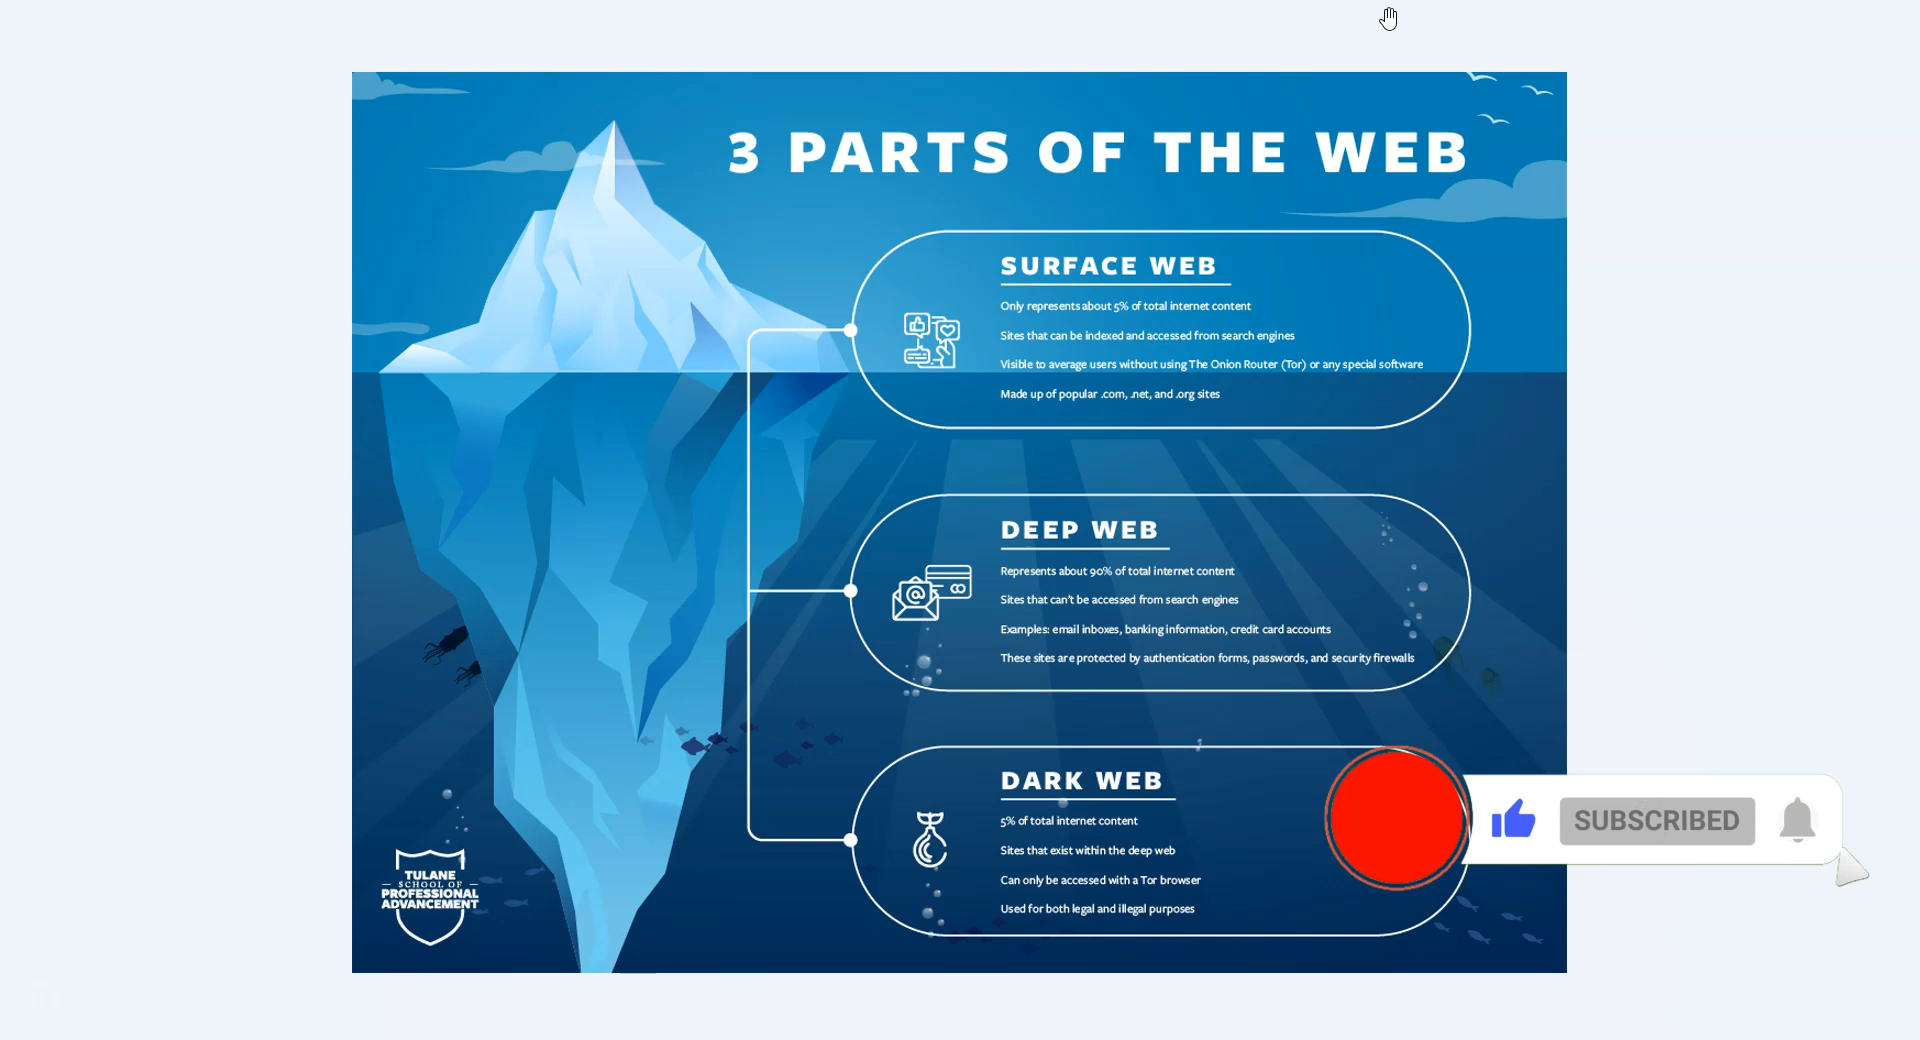 3 PARTS OF THE WEB
SURFACE WEB
Only represents about 5% of total internet content
Sites that can be indexed and accessed from search engines
Visible to average users without using The Onion Router (Tor) or any special software
Made up of popular .com, .net, and .org sites
DEEP WEB
Represents about 90% of total internet content
Sites that can't be accessed from search engines
Examples: email inboxes, banking information, credit card accounts
These sites are protected by authentication forms, passwords, and security firewalls
DARK WEB
5% of total internet content
Sites that exist within the deep web
Can only be accessed with a Tor browser
Used for both legal and illegal purposes
SUBSCRIBED
TULANE
SCHOOL OF
PROFESSIONAL
ADVANCEMENT